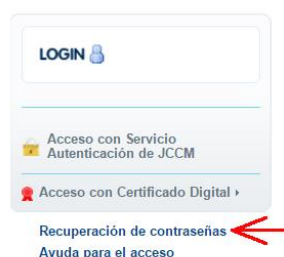 LOGIN
Acceso con Servicio
Autenticación de JCCM
Acceso con Certificado Digital
Recuperación de contraseñas
Ayuda para el acceso